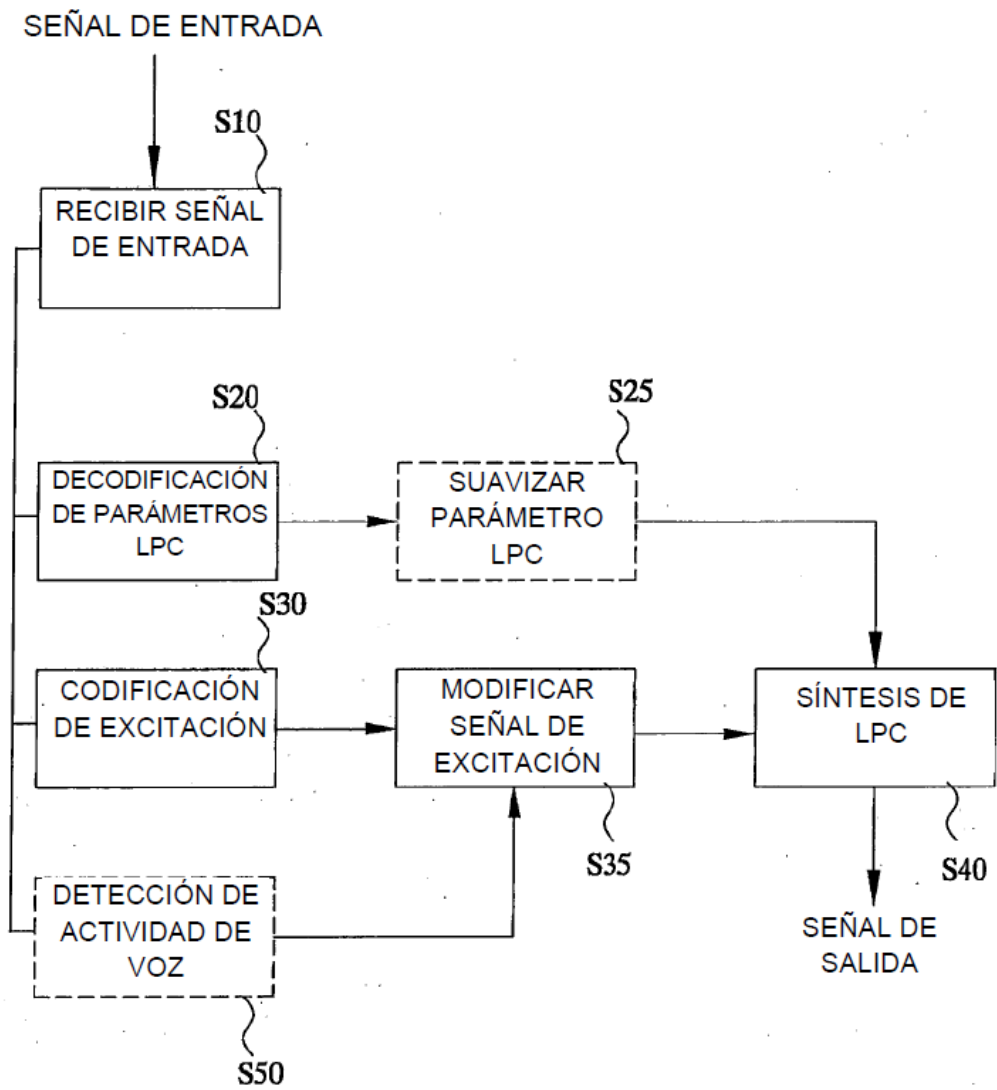 SEÑAL DE ENTRADA
S10
RECIBIR SEÑAL
DE ENTRADA
S20
DECODIFICACIÓN
DE PARÁMETROS
LPC
S25
SUAVIZAR
PARÁMETRO
LPC
S30
CODIFICACIÓN
DE EXCITACIÓN
MODIFICAR
SEÑAL DE
EXCITACIÓN
S35
SÍNTESIS DE
LPC
S40
DETECCIÓN DE
ACTIVIDAD DE
VOZ
S50
SEÑAL DE
SALIDA